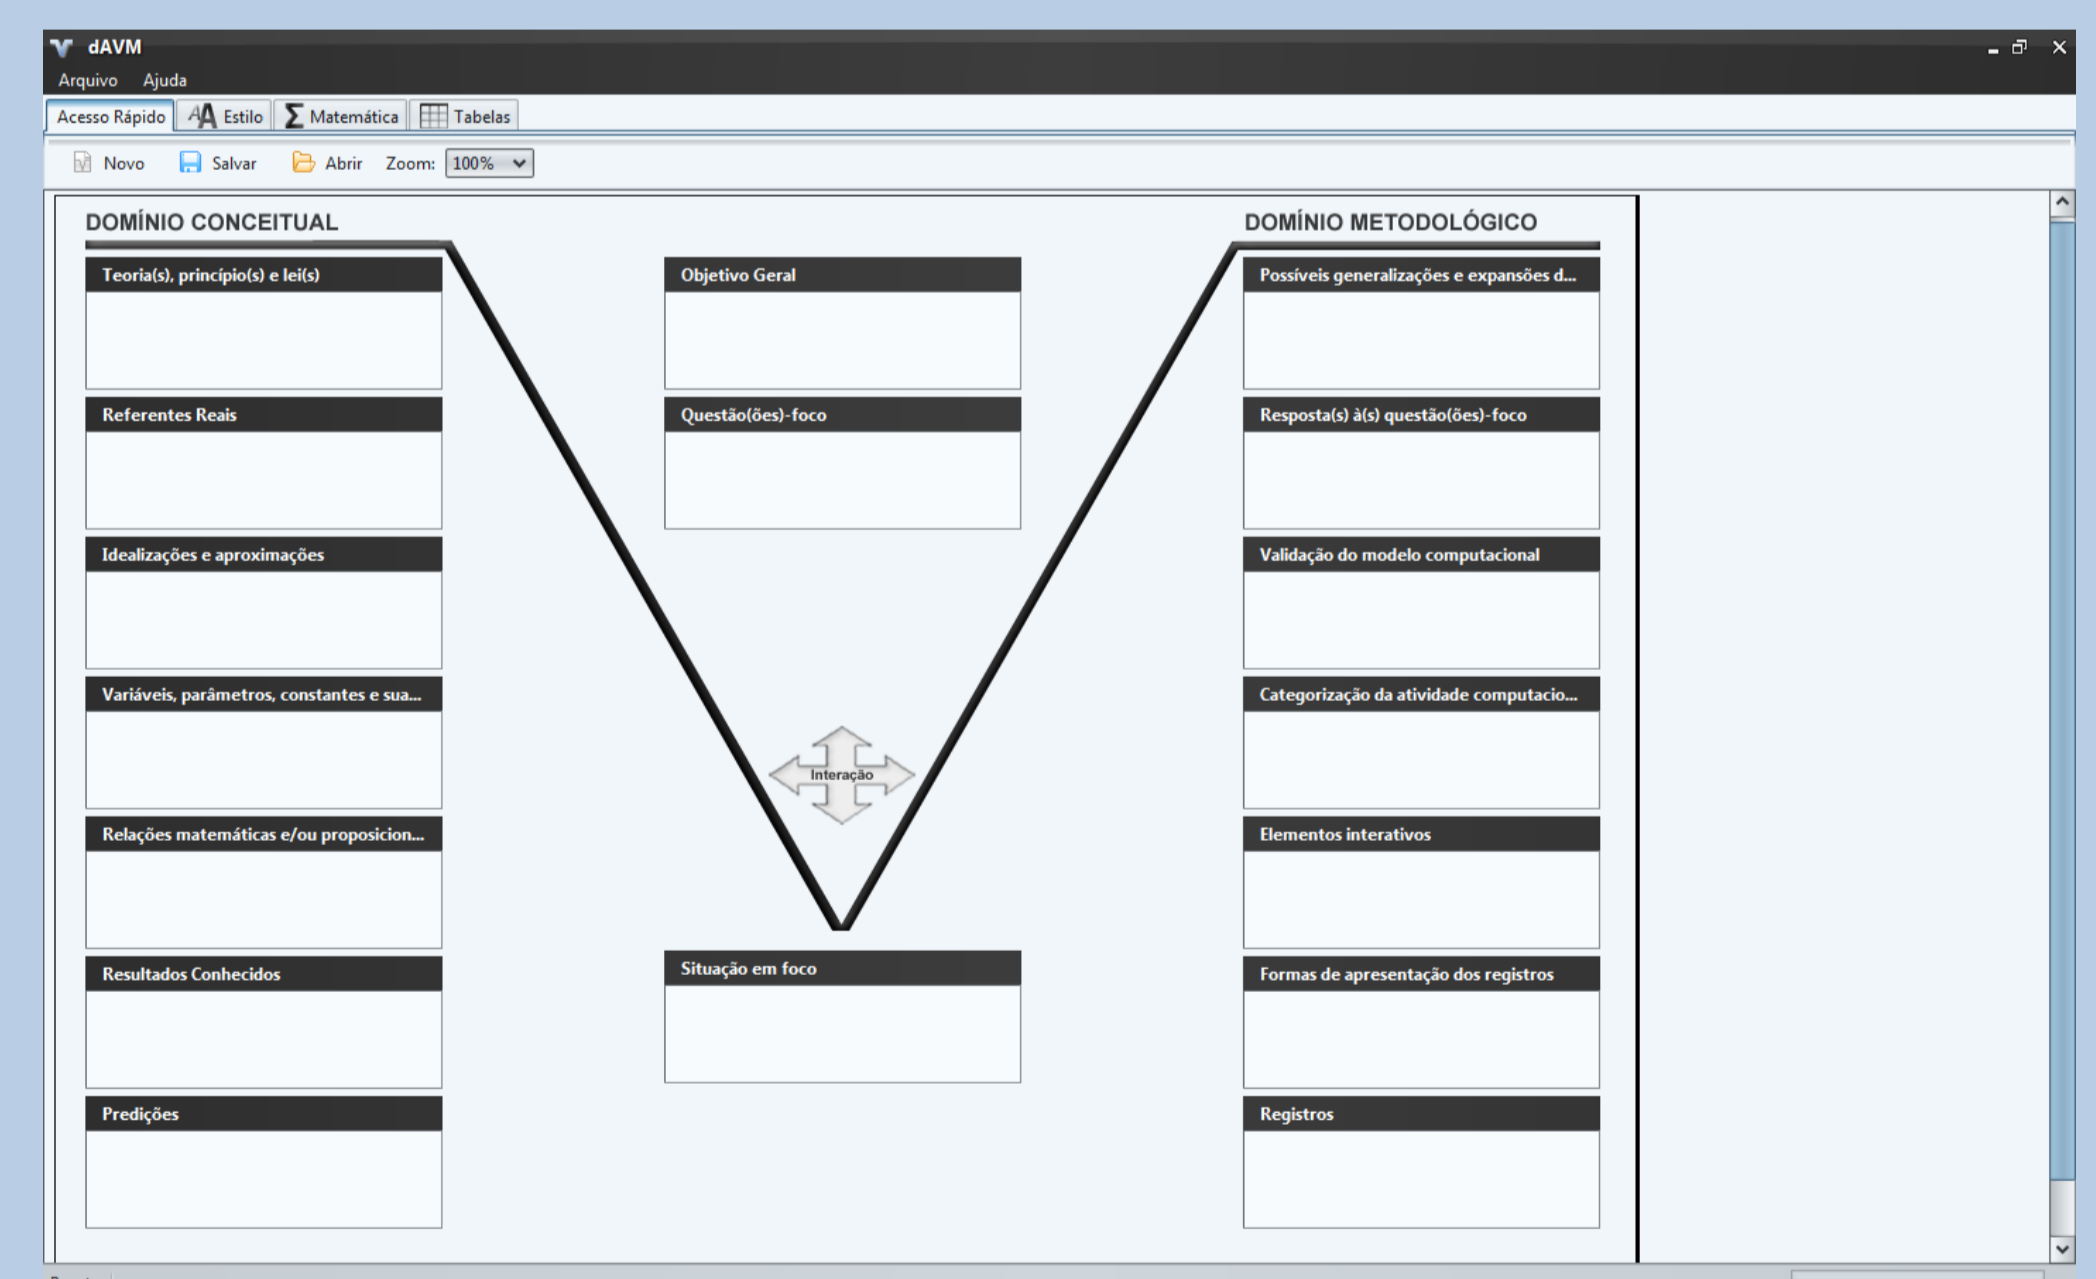 dAVM
Arquivo Ajuda
Acesso Rápido Estilo Matemática Tabelas
Novo Salvar Abrir Zoom: 100%
DOMÍNIO CONCEITUAL
Teoria(s), princípio(s) e lei(s)
Referentes Reais
Idealizações e aproximações
Variáveis, parâmetros, constantes e sua...
Relações matemáticas e/ou proposicion...
Resultados Conhecidos
Predições
Objetivo Geral
Questão(ões)-foco
Interação
Situação em foco
DOMÍNIO METODOLÓGICO
Possíveis generalizações e expansões d...
Resposta(s) à(s) questão(ões)-foco
Validação do modelo computacional
Categorização da atividade computacio...
Elementos interativos
Formas de apresentação dos registros
Registros